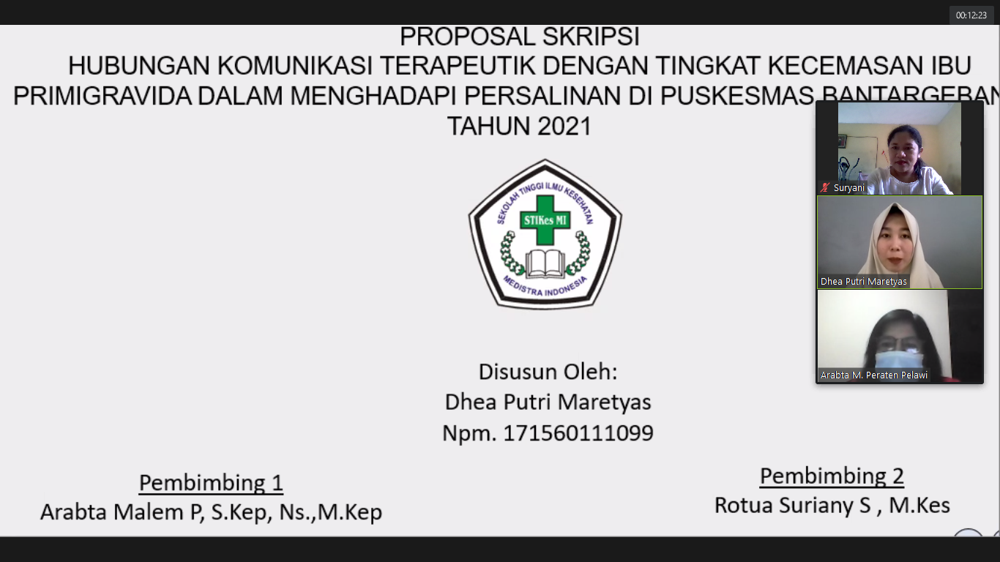 00:12:23
PROPOSAL SKRIPSI
HUBUNGAN KOMUNIKASI TERAPEUTIK DENGAN TINGKAT KECEMASAN IBU
PRIMIGRAVIDA DALAM MENGHADAPI PERSALINAN DI PUSKESMAS BANTARGEBAN
TAHUN 2021
SEKOLAH TINGGI ILMU KESEHATAN
STIKes MI
MEDISTRA INDONESIA
Suryani
Dhea Putri Maretyas
Arabta M. Peraten Pelawi
Disusun Oleh:
Dhea Putri Maretyas
Npm. 171560111099
Pembimbing 1
Arabta Malem P, S.Kep, Ns.,M.Kep
Pembimbing 2
Rotua Suriany S , M.Kes